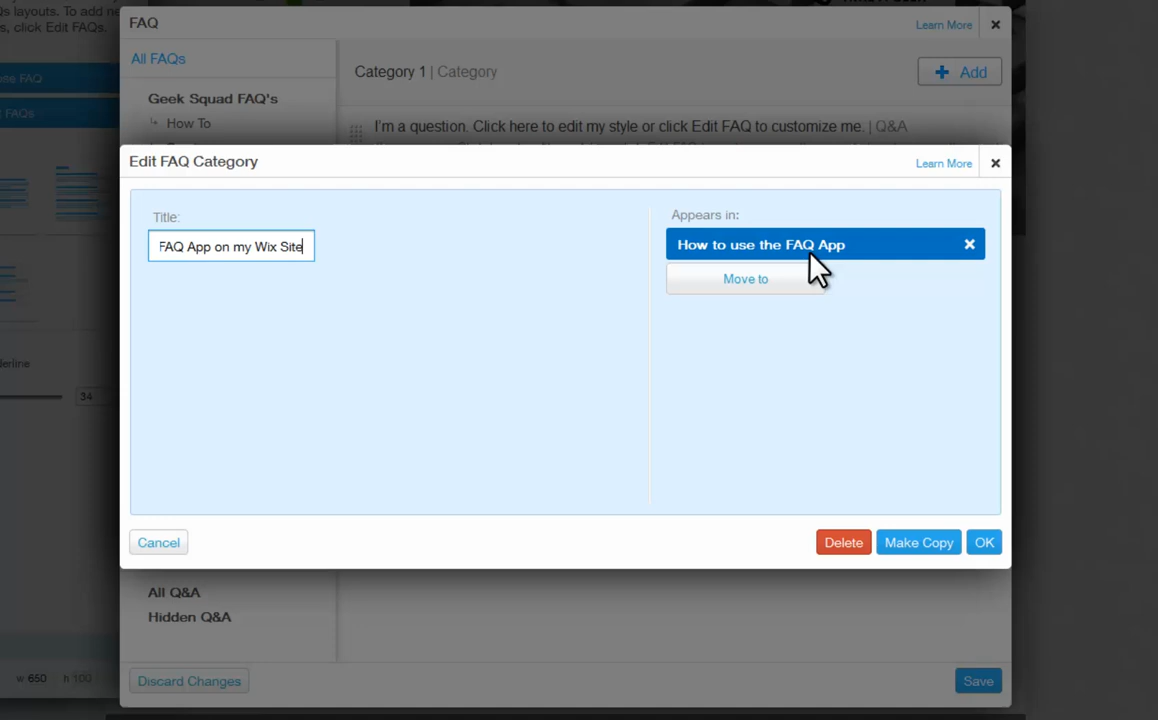 s layouts. To add ne
s, click Edit FAQs.
FAQ
Learn More
All FAQs
Category 1 | Category
Add
FAQ
FAQs
Geek Squad FAQ's
How To
I'm a question. Click here to edit my style or click Edit FAQ to customize me. | Q&A
Edit FAQ Category
Learn More
Title:
FAQ App on my Wix Site
Appears in:
How to use the FAQ App
Move to
derline
34
Cancel
Delete
Make Copy
OK
All Q&A
Hidden Q&A
w 650
h 100
Discard Changes
Save